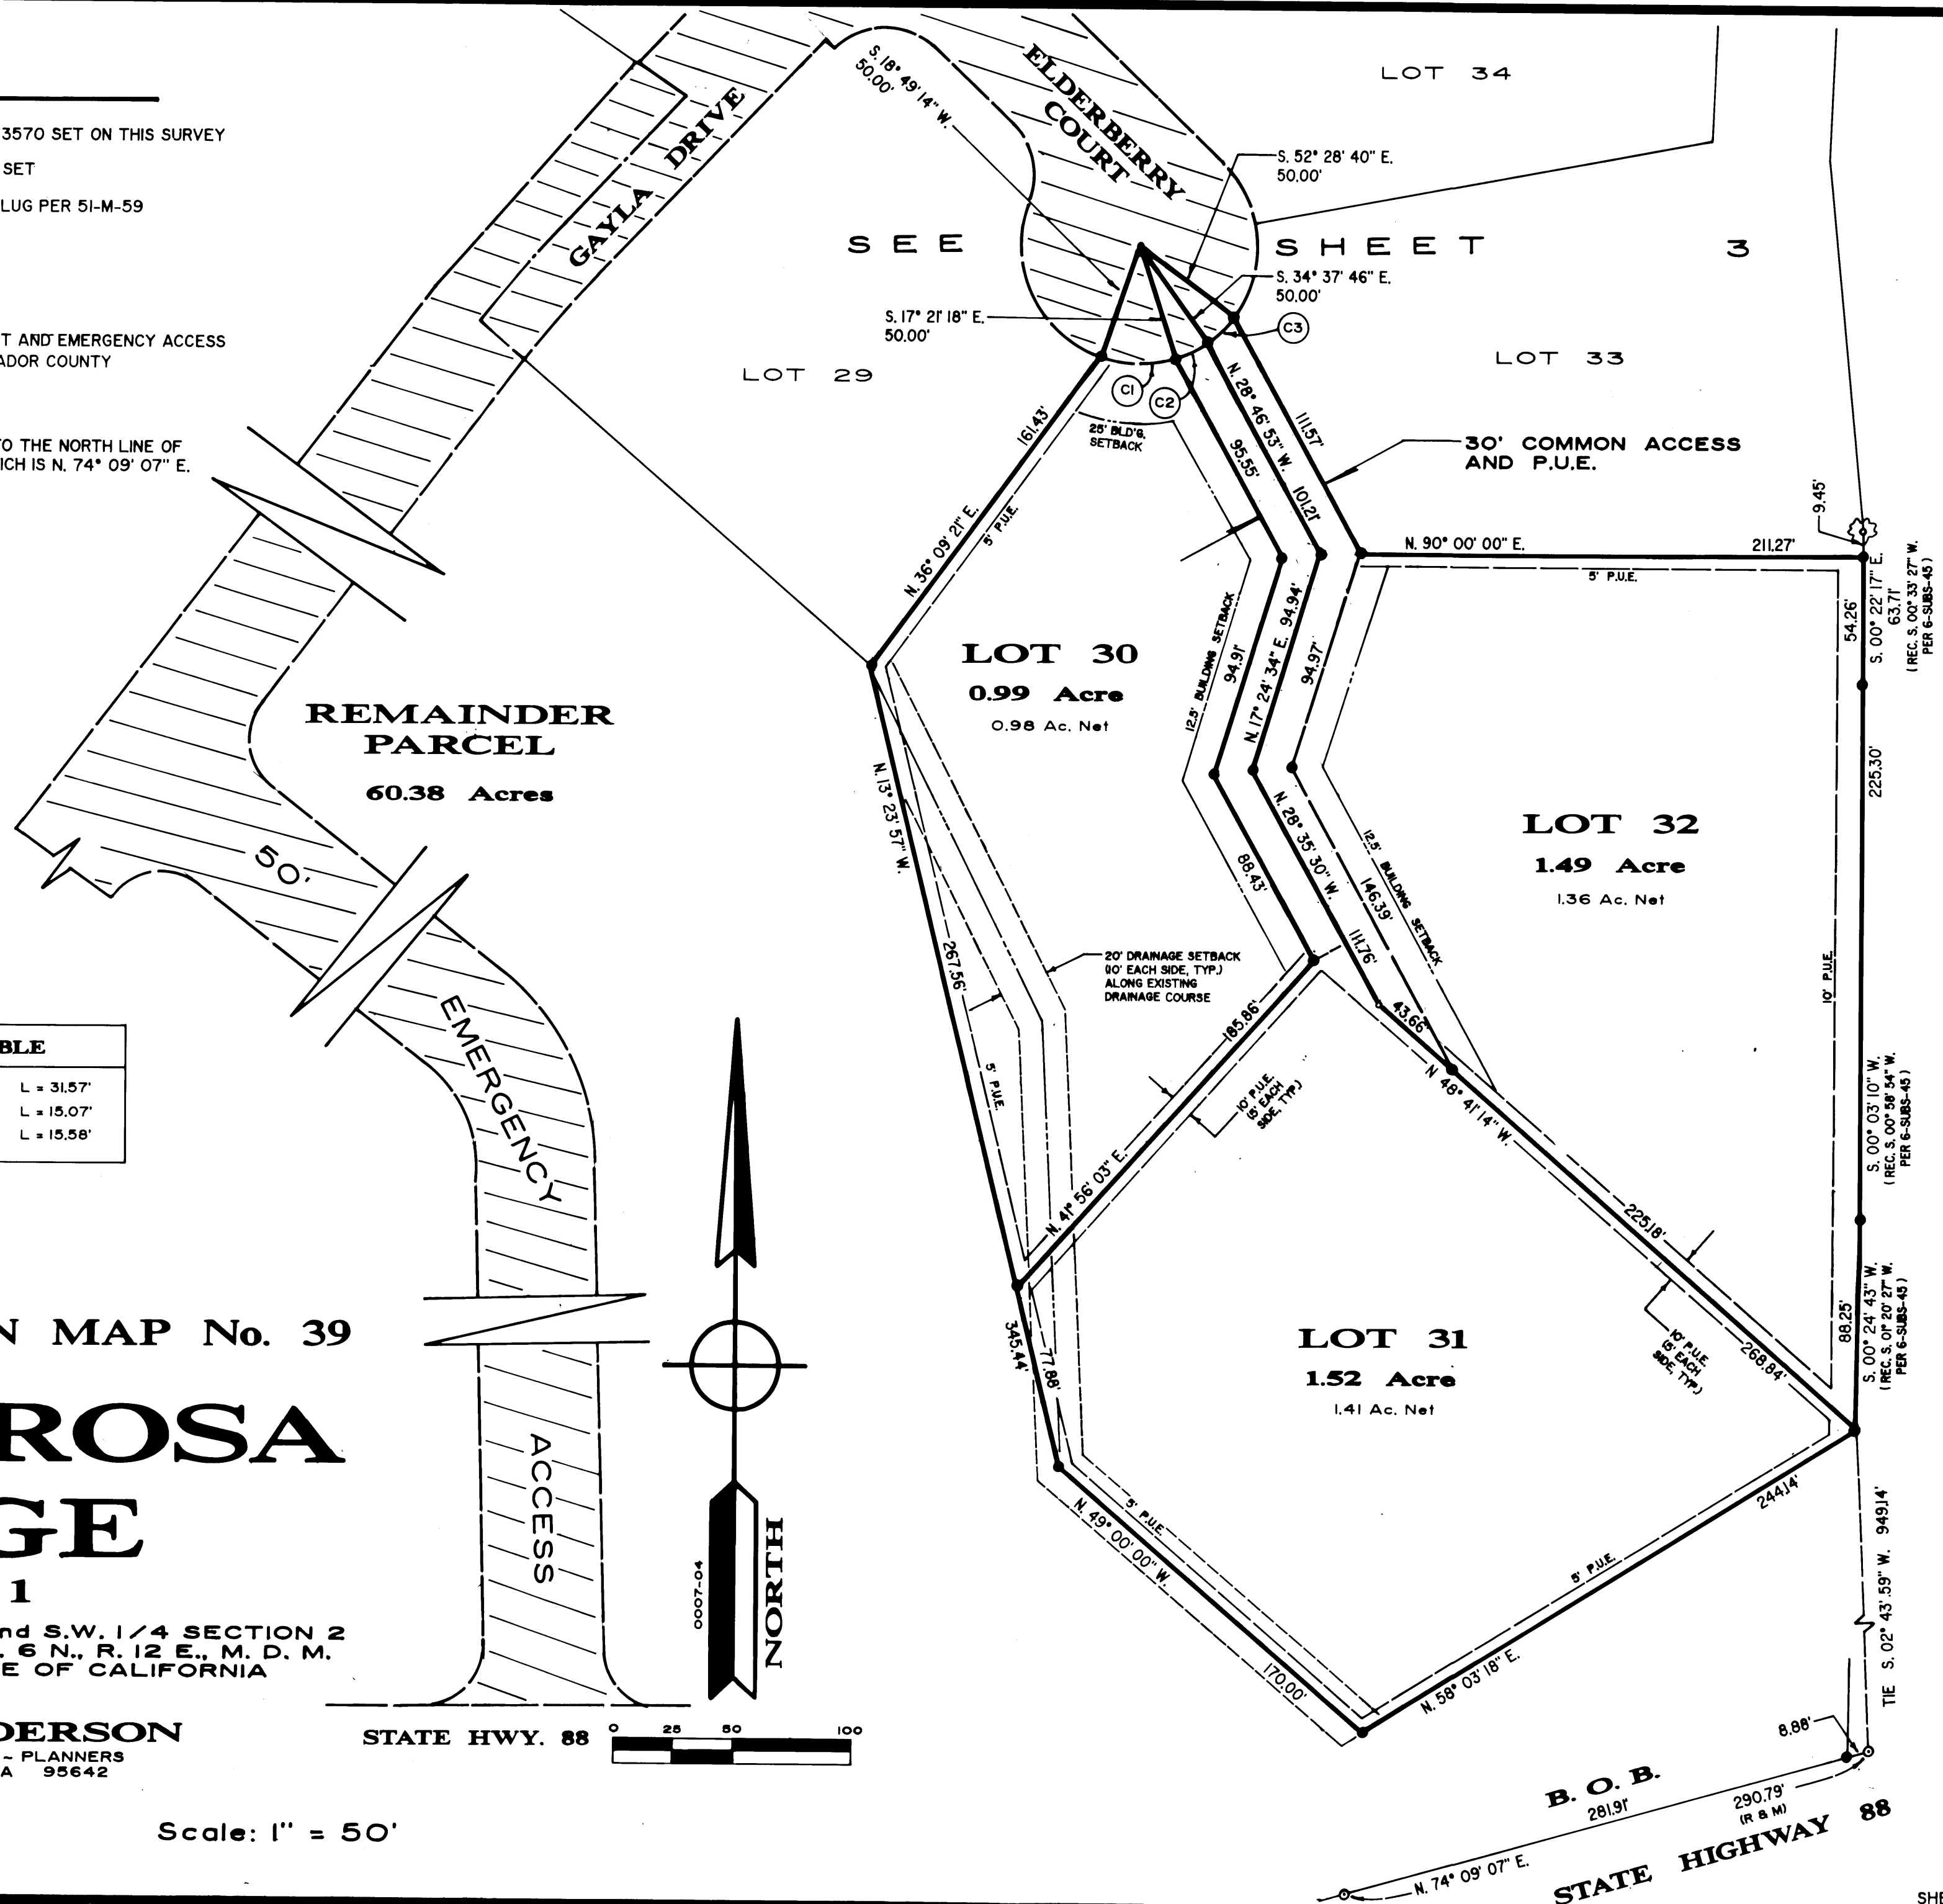 3570 SET ON THIS SURVEY
SET
LUG PER 51-M-59
T AND EMERGENCY ACCESS
ADOR COUNTY
TO THE NORTH LINE OF
ICH IS N. 74° 09' 07" E.
GAYLA DRIVE
ELDERBERRY
COURT
S. 18° 49' 14" W.
50.00'
LOT 34
S. 52° 28' 40" E.
50.00'
SEE SHEET 3
S. 34° 37' 46" E.
50.00'
S. 17° 21' 18" E.
50.00'
C3
C1
C2
LOT 29
LOT 33
25' BLD'G.
SETBACK
161.43'
N. 36° 09' 21" E.
5' P.U.E.
95.55'
N. 28° 46' 53" W.
101.21'
111.57'
30' COMMON ACCESS
AND P.U.E.
N. 90° 00' 00" E.
211.27'
5' P.U.E.
9.45'
54.26'
S. 00° 22' 17" E.
63.71'
(REC. S. 00° 33' 27" W.
PER 6-SUBS-45)
LOT 30
0.99 Acre
0.98 Ac. Net
12.5' BUILDING SETBACK
94.91'
N. 17° 24' 34" E. 94.94'
94.97'
REMAINDER
PARCEL
60.38 Acres
N. 13° 23' 57" W.
267.56'
225.30'
LOT 32
1.49 Acre
1.36 Ac. Net
50'
88.43'
N. 28° 35' 30" W.
111.76'
146.39'
12.5' BUILDING SETBACK
10' P.U.E.
20' DRAINAGE SETBACK
(10' EACH SIDE, TYP.)
ALONG EXISTING
DRAINAGE COURSE
185.86'
N. 41° 56' 03" E.
10' P.U.E.
(5' EACH
SIDE, TYP.)
5' P.U.E.
43.66'
N 48° 41' 14" W.
225.18'
268.84'
10' P.U.E.
(5' EACH
SIDE, TYP.)
S. 00° 03' 10" W.
(REC. S. 00° 58' 54" W.
PER 6-SUBS-45)
88.25'
S. 00° 24' 43" W.
(REC. S. 01° 20' 27" W.
PER 6-SUBS-45)
EMERGENCY
ACCESS
BLE
L = 31.57'
L = 15.07'
L = 15.58'
N MAP No. 39
ROSA
GE
1
nd S.W. 1/4 SECTION 2
. 6 N., R. 12 E., M. D. M.
E OF CALIFORNIA
DERSON
~ PLANNERS
A 95642
STATE HWY. 88
0 25 50 100
Scale: 1" = 50'
0007-04
NORTH
345.44'
77.88'
LOT 31
1.52 Acre
1.41 Ac. Net
5' P.U.E.
N. 49° 00' 00" W.
170.00'
5' P.U.E.
244.14'
N. 58° 03' 18" E.
TIE S. 02° 43' 59" W. 949.14'
8.88'
B. O. B.
281.91'
290.79'
(R & M)
N. 74° 09' 07" E.
STATE HIGHWAY 88
SHE